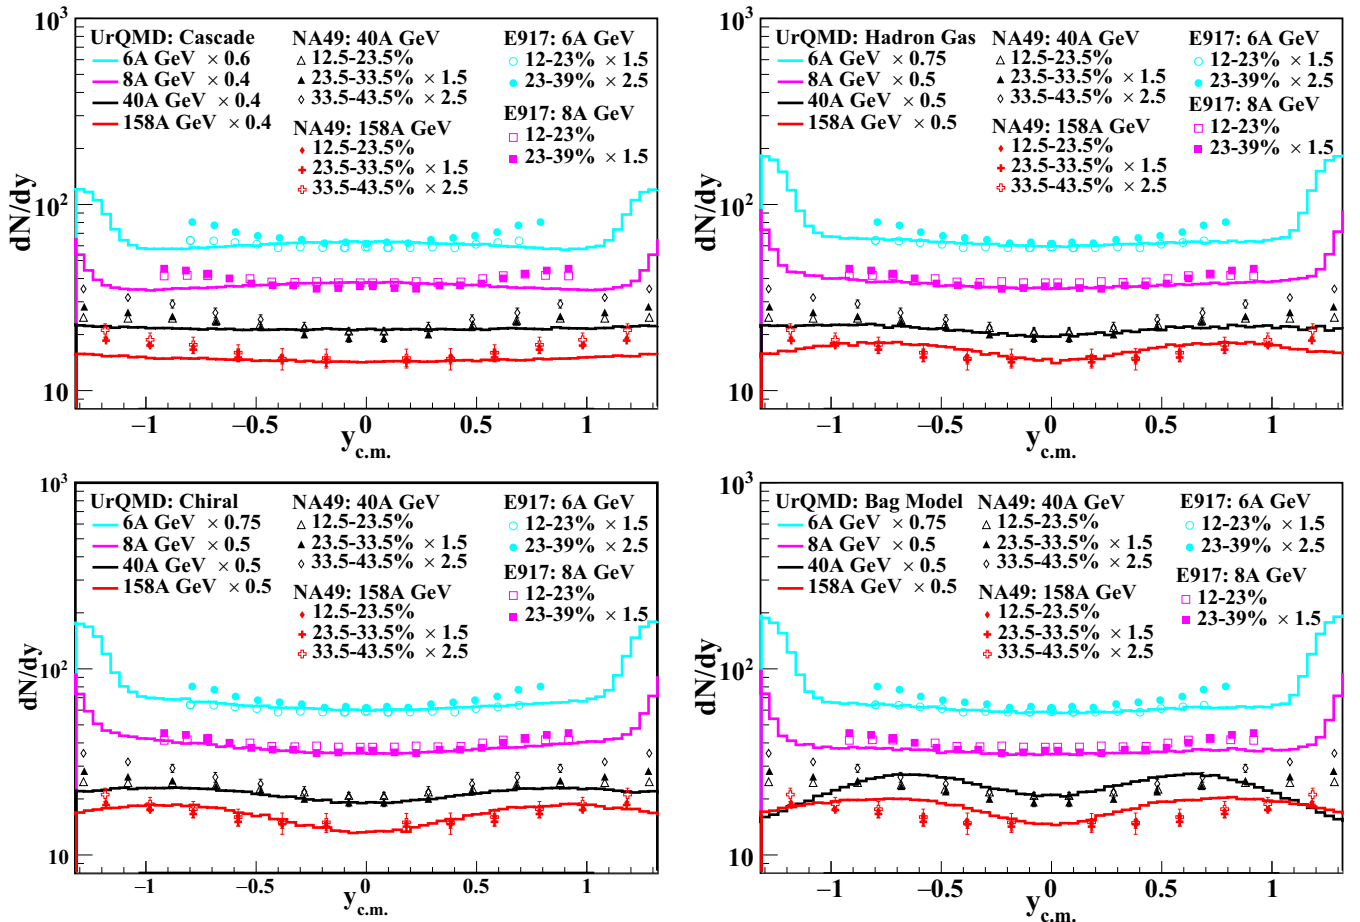 10³
10²
10
dN/dy
UrQMD: Cascade
6A GeV × 0.6
8A GeV × 0.4
40A GeV × 0.4
158A GeV × 0.4
NA49: 40A GeV
12.5-23.5%
23.5-33.5% × 1.5
33.5-43.5% × 2.5
NA49: 158A GeV
12.5-23.5%
23.5-33.5% × 1.5
33.5-43.5% × 2.5
E917: 6A GeV
12-23% × 1.5
23-39% × 2.5
E917: 8A GeV
12-23%
23-39% × 1.5
−1 −0.5 0 0.5 1
y c.m.
10³
10²
10
dN/dy
UrQMD: Hadron Gas
6A GeV × 0.75
8A GeV × 0.5
40A GeV × 0.5
158A GeV × 0.5
NA49: 40A GeV
12.5-23.5%
23.5-33.5% × 1.5
33.5-43.5% × 2.5
NA49: 158A GeV
12.5-23.5%
23.5-33.5% × 1.5
33.5-43.5% × 2.5
E917: 6A GeV
12-23% × 1.5
23-39% × 2.5
E917: 8A GeV
12-23%
23-39% × 1.5
−1 −0.5 0 0.5 1
y c.m.
10³
10²
10
dN/dy
UrQMD: Chiral
6A GeV × 0.75
8A GeV × 0.5
40A GeV × 0.5
158A GeV × 0.5
NA49: 40A GeV
12.5-23.5%
23.5-33.5% × 1.5
33.5-43.5% × 2.5
NA49: 158A GeV
12.5-23.5%
23.5-33.5% × 1.5
33.5-43.5% × 2.5
E917: 6A GeV
12-23% × 1.5
23-39% × 2.5
E917: 8A GeV
12-23%
23-39% × 1.5
−1 −0.5 0 0.5 1
y c.m.
10³
10²
10
dN/dy
UrQMD: Bag Model
6A GeV × 0.75
8A GeV × 0.5
40A GeV × 0.5
158A GeV × 0.5
NA49: 40A GeV
12.5-23.5%
23.5-33.5% × 1.5
33.5-43.5% × 2.5
NA49: 158A GeV
12.5-23.5%
23.5-33.5% × 1.5
33.5-43.5% × 2.5
E917: 6A GeV
12-23% × 1.5
23-39% × 2.5
E917: 8A GeV
12-23%
23-39% × 1.5
−1 −0.5 0 0.5 1
y c.m.